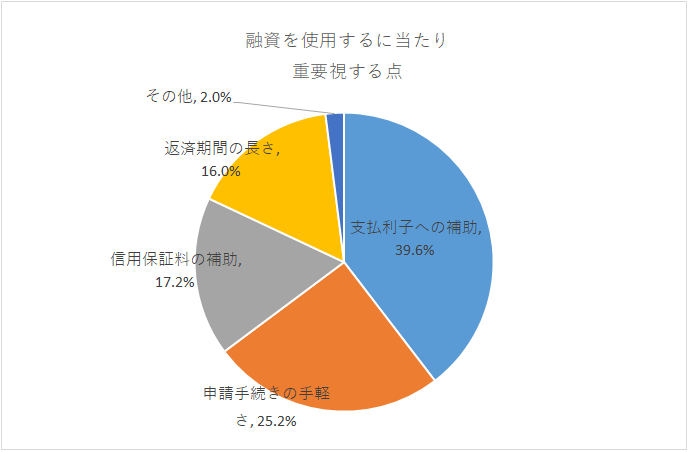 融資を使用するに当たり
重要視する点
その他, 2.0%
返済期間の長さ,
16.0%
支払利子への補助,
39.6%
信用保証料の補助,
17.2%
申請手続きの手軽
さ, 25.2%